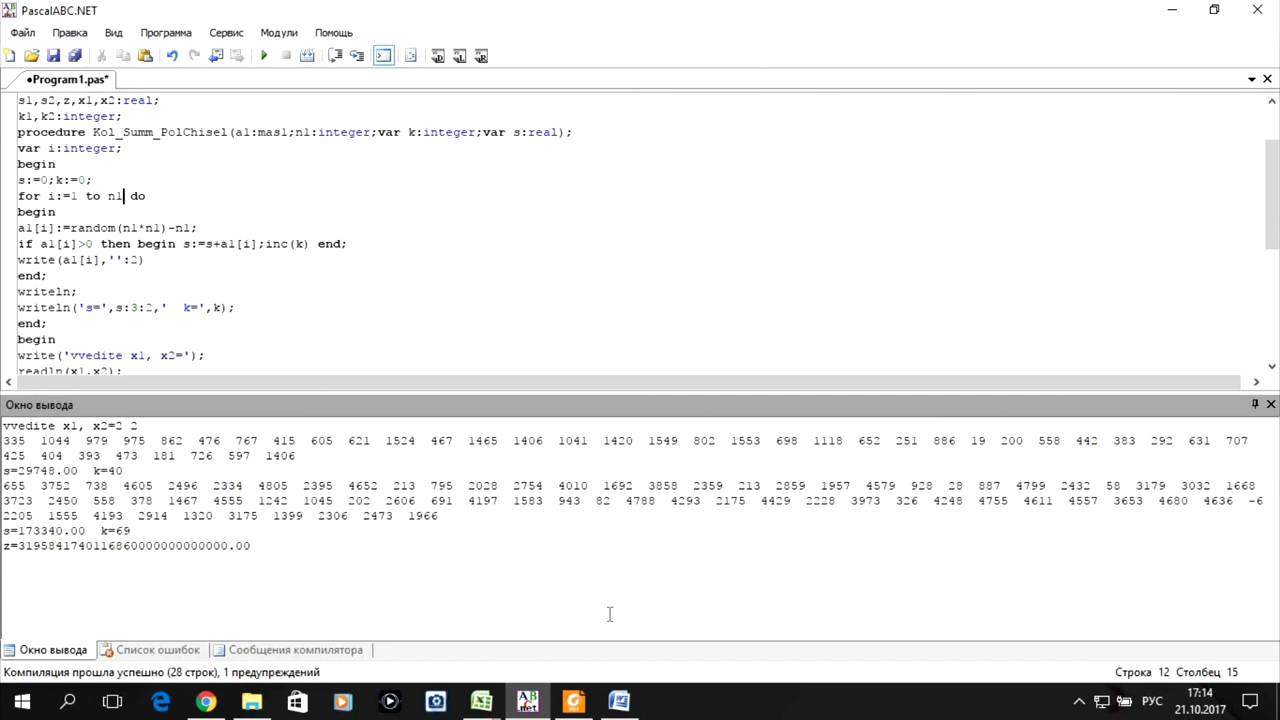 PascalABC.NET
Файл Правка Вид Программа Сервис Модули Помощь
•Program1.pas*
s1,s2,z,x1,x2:real;
k1,k2:integer;
procedure Kol_Summ_PolChisel(a1:mas1;n1:integer;var k:integer;var s:real);
var i:integer;
begin
s:=0;k:=0;
for i:=1 to n1 do
begin
a1[i]:=random(n1*n1)-n1;
if a1[i]>0 then begin s:=s+a1[i];inc(k) end;
write(a1[i],'':2)
end;
writeln;
writeln('s=',s:3:2,'  k=',k);
end;
begin
write('vvedite x1, x2=');
readln(x1,x2);
Окно вывода
vvedite x1, x2=2 2
335 1044 979 975 862 476 767 415 605 621 1524 467 1465 1406 1041 1420 1549 802 1553 698 1118 652 251 886 19 200 558 442 383 292 631 707
425 404 393 473 181 726 597 1406
s=29748.00 k=40
655 3752 738 4605 2496 2334 4805 2395 4652 213 795 2028 2754 4010 1692 3858 2359 213 2859 1957 4579 928 28 887 4799 2432 58 3179 3032 1668
3723 2450 558 378 1467 4555 1242 1045 202 2606 691 4197 1583 943 82 4788 4293 2175 4429 2228 3973 326 4248 4755 4611 4557 3653 4680 4636 -6
2205 1555 4193 2914 1320 3175 1399 2306 2473 1966
s=173340.00 k=69
z=3195841740116860000000000000.00
Окно вывода Список ошибок Сообщения компилятора
Компиляция прошла успешно (28 строк), 1 предупреждений Строка 12 Столбец 15
РУС 17:14
21.10.2017